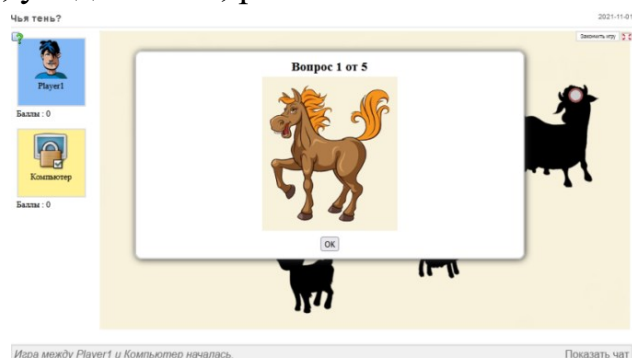 Чья тень?
2021-11-01
Закончить игру
Player1
Баллы : 0
Компьютер
Баллы : 0
Вопрос 1 от 5
OK
Игра между Player1 и Компьютер началась.
Показать чат